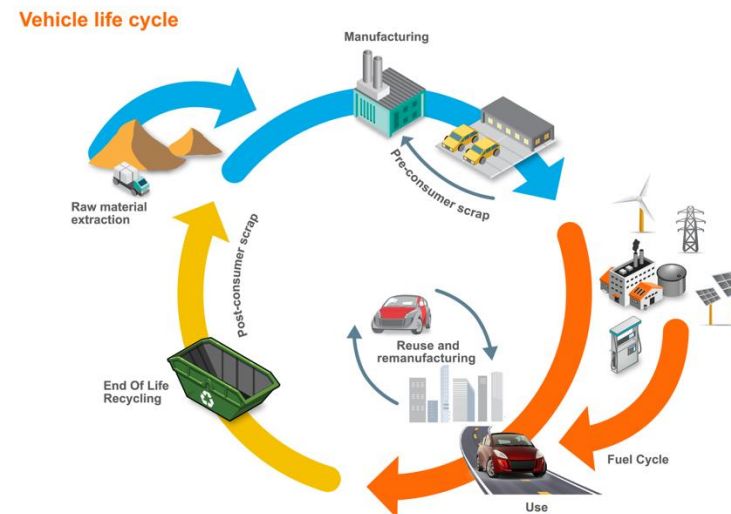 Vehicle life cycle
Manufacturing
Pre-consumer scrap
Raw material
extraction
Post-consumer scrap
Reuse and
remanufacturing
End Of Life
Recycling
Fuel Cycle
Use